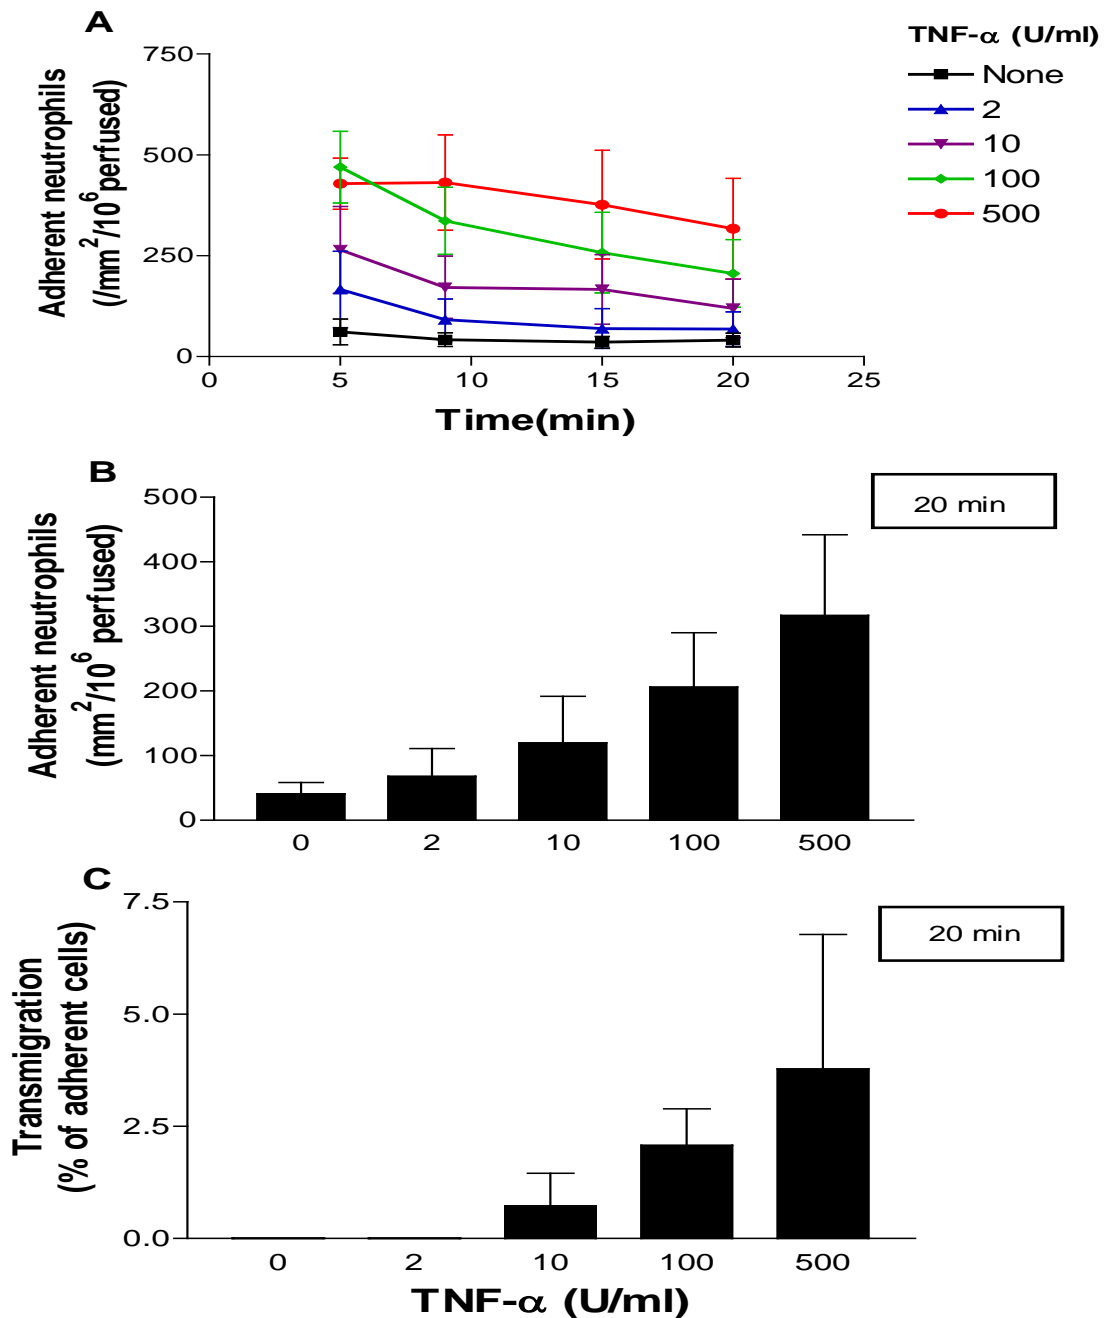 A
TNF-α (U/ml)
None
2
10
100
500
Adherent neutrophils
(/mm²/10⁶ perfused)
750
500
250
0
0 5 10 15 20 25
Time(min)
B
20 min
Adherent neutrophils
(mm²/10⁶ perfused)
500
400
300
200
100
0
0 2 10 100 500
C
20 min
Transmigration
(% of adherent cells)
7.5
5.0
2.5
0.0
0 2 10 100 500
TNF-α (U/ml)